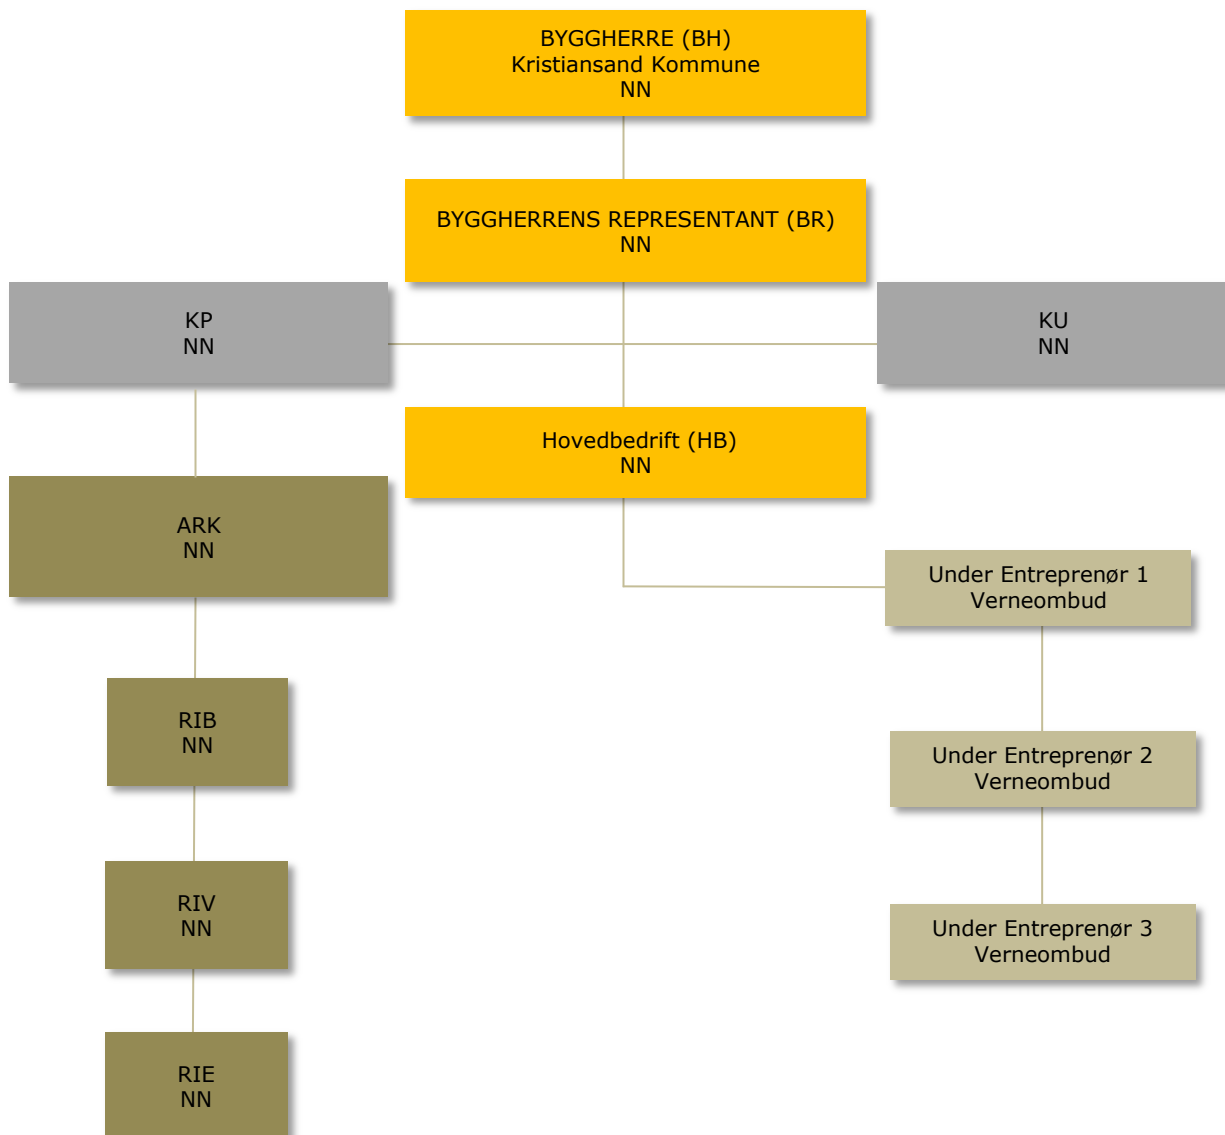 BYGGHERRE (BH)
Kristiansand Kommune
NN
BYGGHERRENS REPRESENTANT (BR)
NN
KP
NN
KU
NN
Hovedbedrift (HB)
NN
ARK
NN
Under Entreprenør 1
Verneombud
RIB
NN
Under Entreprenør 2
Verneombud
RIV
NN
Under Entreprenør 3
Verneombud
RIE
NN